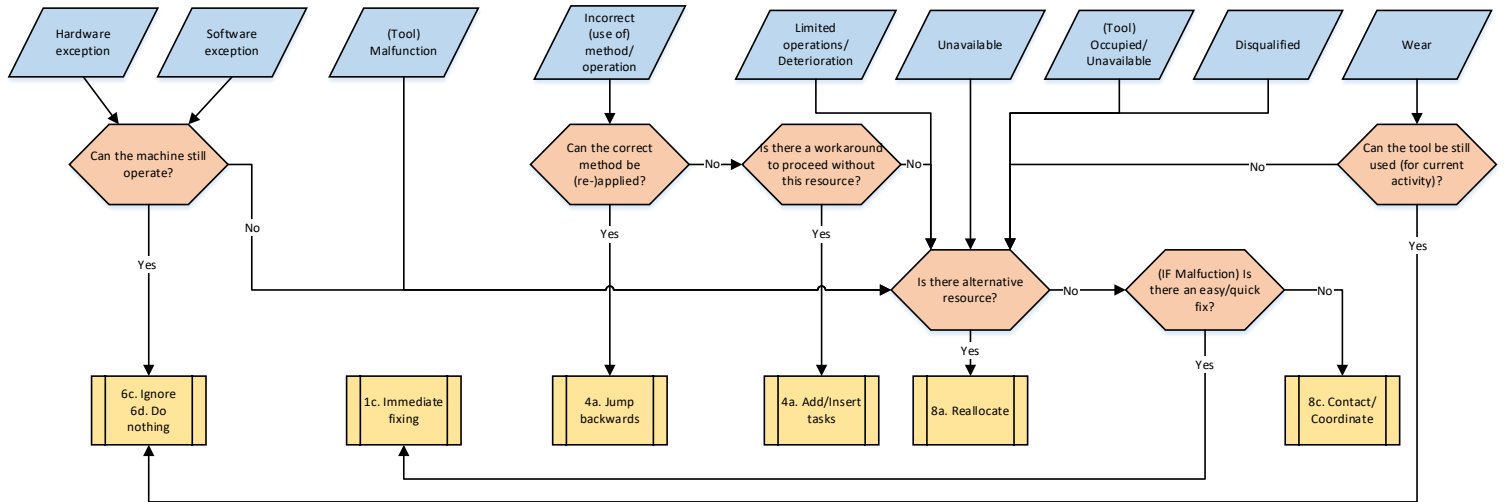 Hardware
exception
Software
exception
(Tool)
Malfunction
Incorrect
(use of)
method/
operation
Limited
operations/
Deterioration
Unavailable
(Tool)
Occupied/
Unavailable
Disqualified
Wear
Can the machine still
operate?
Can the correct
method be
(re-)applied?
No
Is there a workaround
to proceed without
this resource?
No
No
Can the tool be still
used (for current
activity)?
No
Yes
Yes
Yes
Yes
Is there alternative
resource?
No
(IF Malfuction) Is
there an easy/quick
fix?
No
Yes
Yes
6c. Ignore
6d. Do
nothing
1c. Immediate
fixing
4a. Jump
backwards
4a. Add/Insert
tasks
8a. Reallocate
8c. Contact/
Coordinate